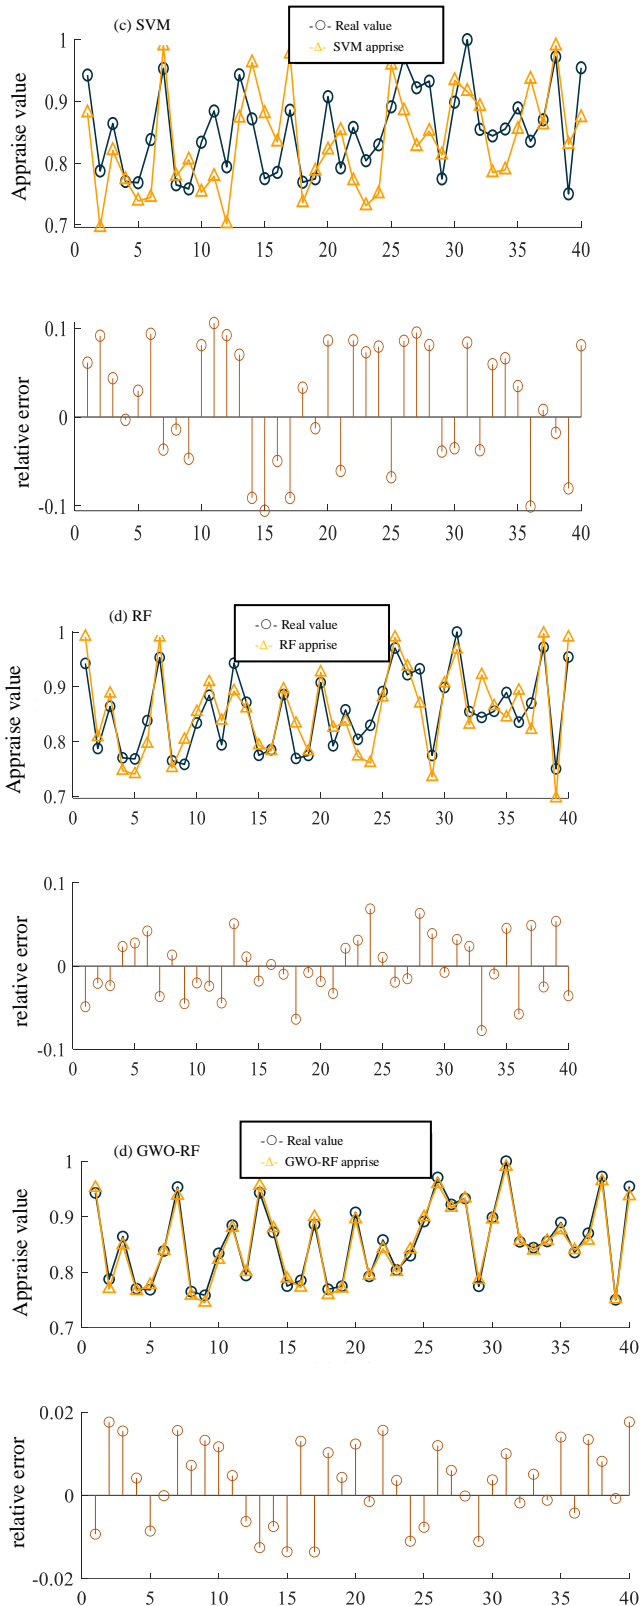 (c) SVM
-O- Real value
-Δ- SVM apprise
Appraise value
1
0.9
0.8
0.7
0 5 10 15 20 25 30 35 40
relative error
0.1
0
-0.1
0 5 10 15 20 25 30 35 40
(d) RF
-O- Real value
-Δ- RF apprise
Appraise value
1
0.9
0.8
0.7
0 5 10 15 20 25 30 35 40
relative error
0.1
0
-0.1
0 5 10 15 20 25 30 35 40
(d) GWO-RF
-O- Real value
-Δ- GWO-RF apprise
Appraise value
1
0.9
0.8
0.7
0 5 10 15 20 25 30 35 40
relative error
0.02
0
-0.02
0 5 10 15 20 25 30 35 40